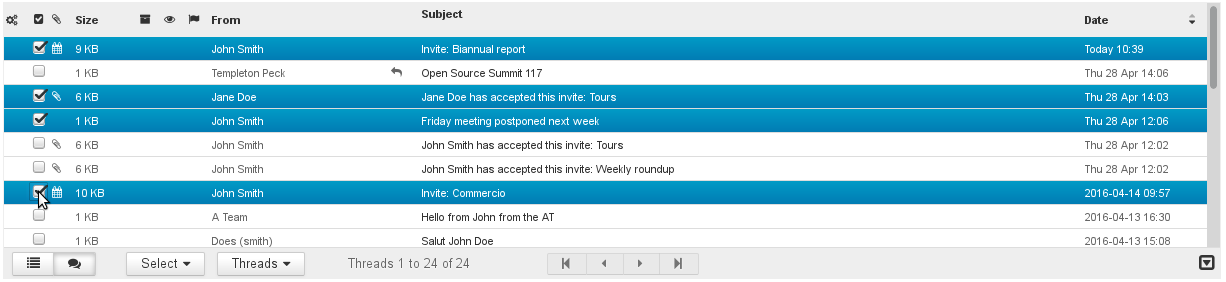 Size From Subject Date
9 KB John Smith Invite: Biannual report Today 10:39
1 KB Templeton Peck Open Source Summit 117 Thu 28 Apr 14:06
6 KB Jane Doe Jane Doe has accepted this invite: Tours Thu 28 Apr 14:03
1 KB John Smith Friday meeting postponed next week Thu 28 Apr 12:06
6 KB John Smith John Smith has accepted this invite: Tours Thu 28 Apr 12:02
6 KB John Smith John Smith has accepted this invite: Weekly roundup Thu 28 Apr 12:02
10 KB John Smith Invite: Commercio 2016-04-14 09:57
1 KB A Team Hello from John from the AT 2016-04-13 16:30
1 KB Does (smith) Salut John Doe 2016-04-13 15:08
Select Threads Threads 1 to 24 of 24